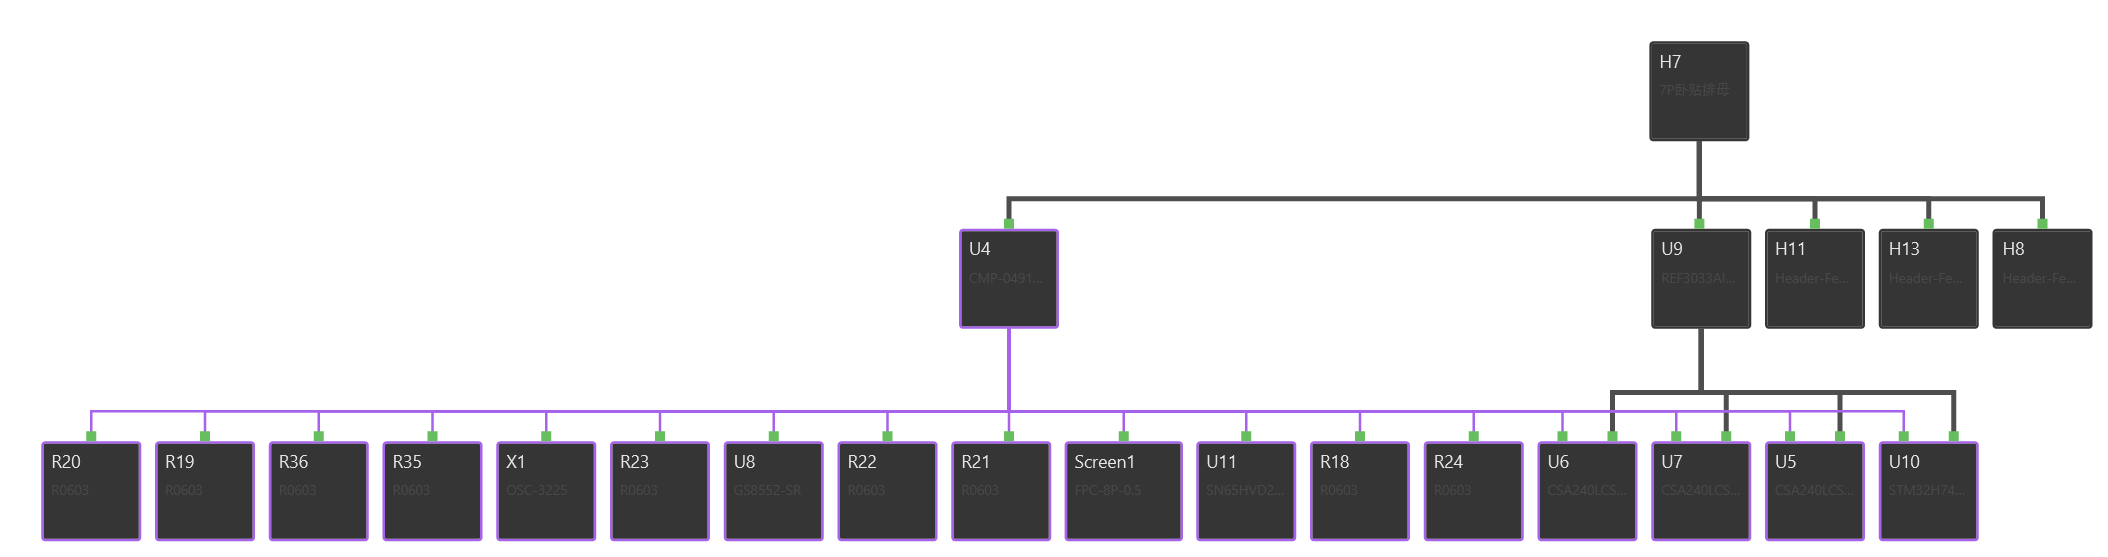 H7
7P卧贴排母
U4
CMP-0491...
U9
REF3033AI...
H11
Header-Fe...
H13
Header-Fe...
H8
Header-Fe...
R20
R0603
R19
R0603
R36
R0603
R35
R0603
X1
OSC-3225
R23
R0603
U8
GS8552-SR
R22
R0603
R21
R0603
Screen1
FPC-8P-0.5
U11
SN65HVD2...
R18
R0603
R24
R0603
U6
CSA240LCS...
U7
CSA240LCS...
U5
CSA240LCS...
U10
STM32H74...